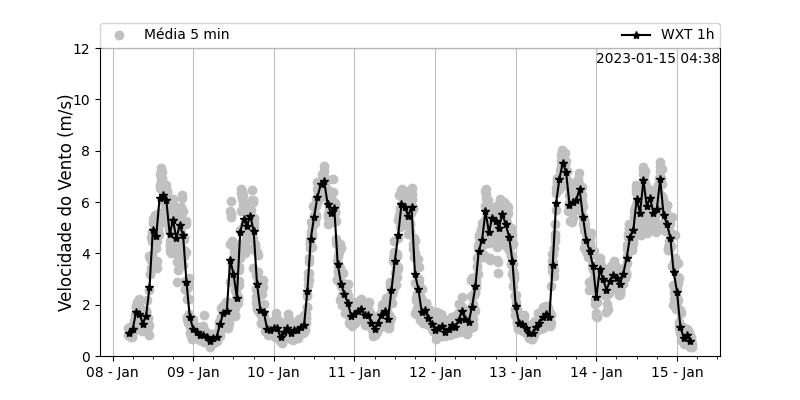 Média 5 min
WXT 1h
2023-01-15 04:38
Velocidade do Vento (m/s)
12
10
8
6
4
2
0
08 - Jan
09 - Jan
10 - Jan
11 - Jan
12 - Jan
13 - Jan
14 - Jan
15 - Jan